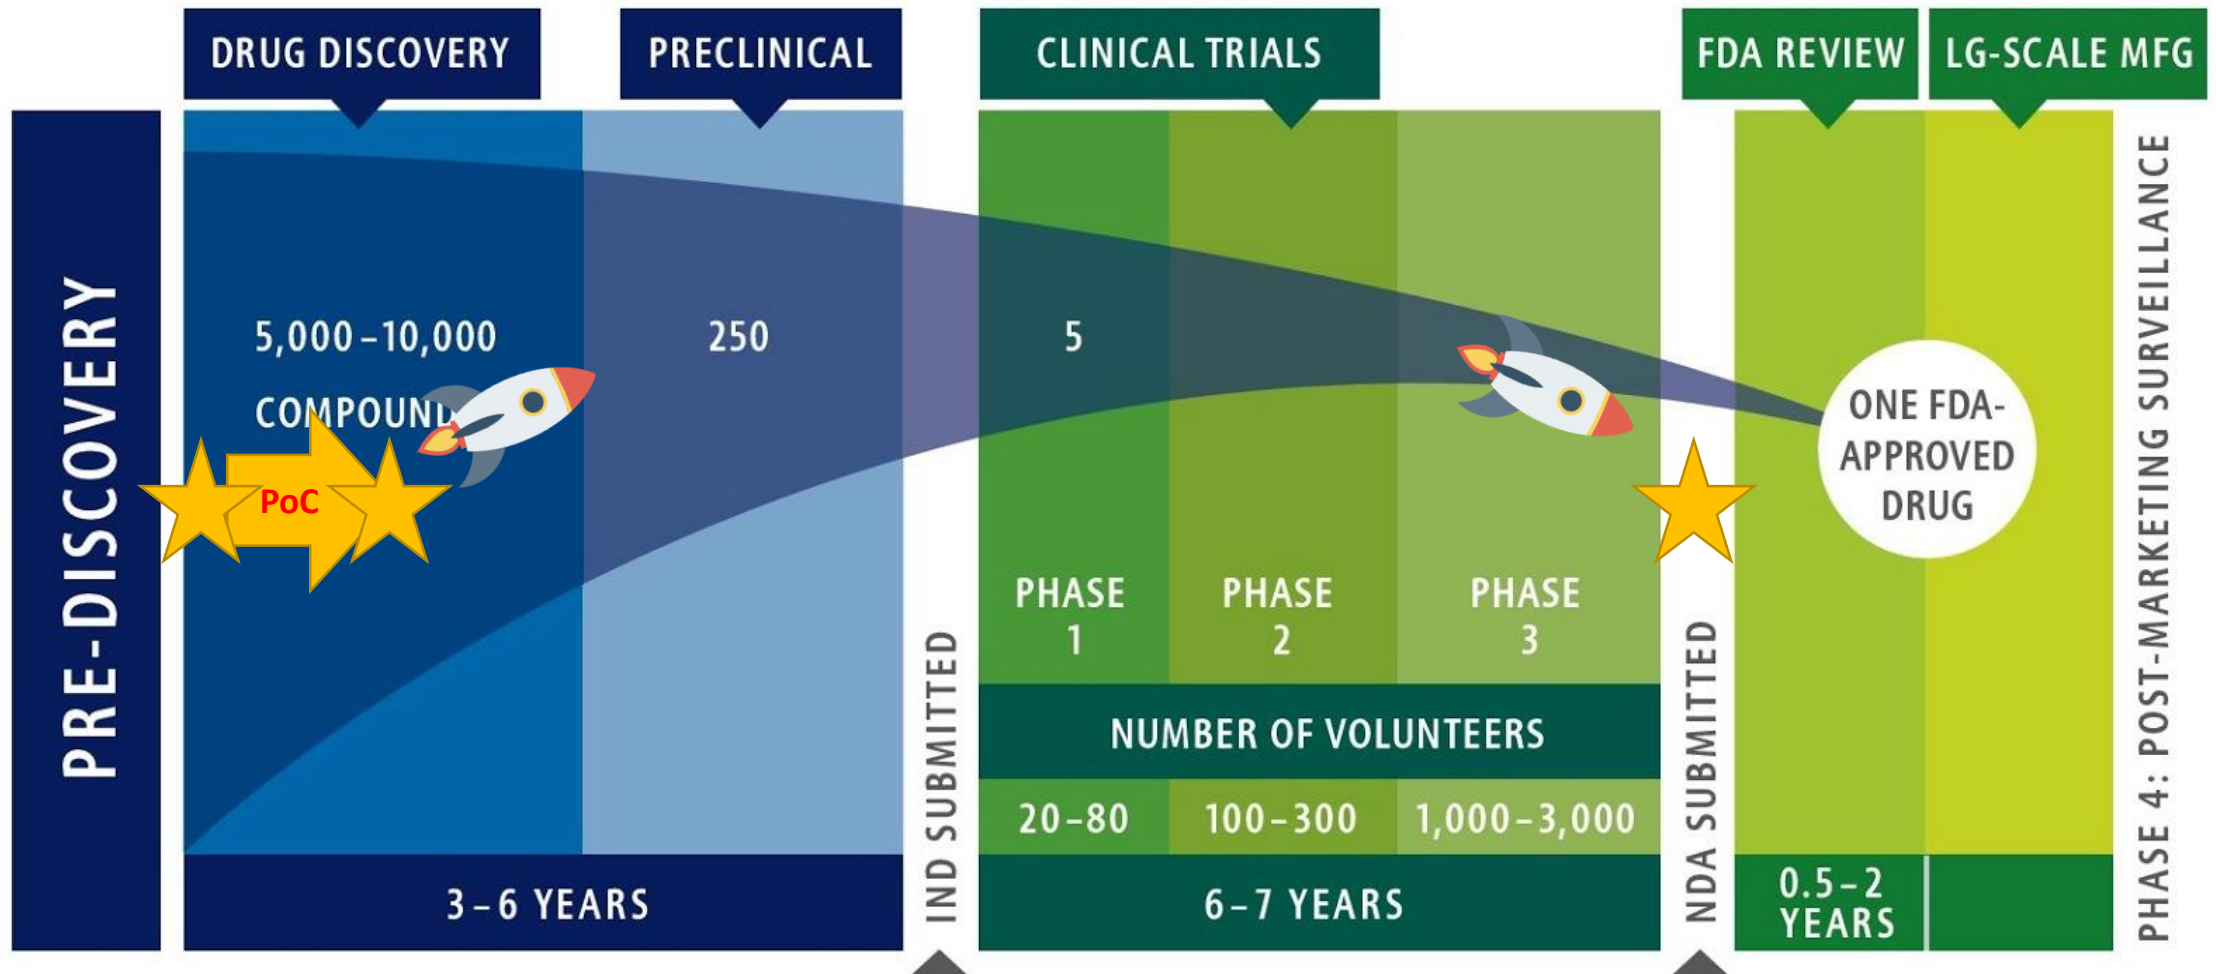 DRUG DISCOVERY
PRECLINICAL
CLINICAL TRIALS
FDA REVIEW
LG-SCALE MFG
PRE-DISCOVERY
5,000–10,000
COMPOUND
PoC
250
5
PHASE
1
PHASE
2
PHASE
3
NUMBER OF VOLUNTEERS
20–80
100–300
1,000–3,000
ONE FDA-
APPROVED
DRUG
IND SUBMITTED
NDA SUBMITTED
3–6 YEARS
6–7 YEARS
0.5–2
YEARS
PHASE 4: POST-MARKETING SURVEILLANCE